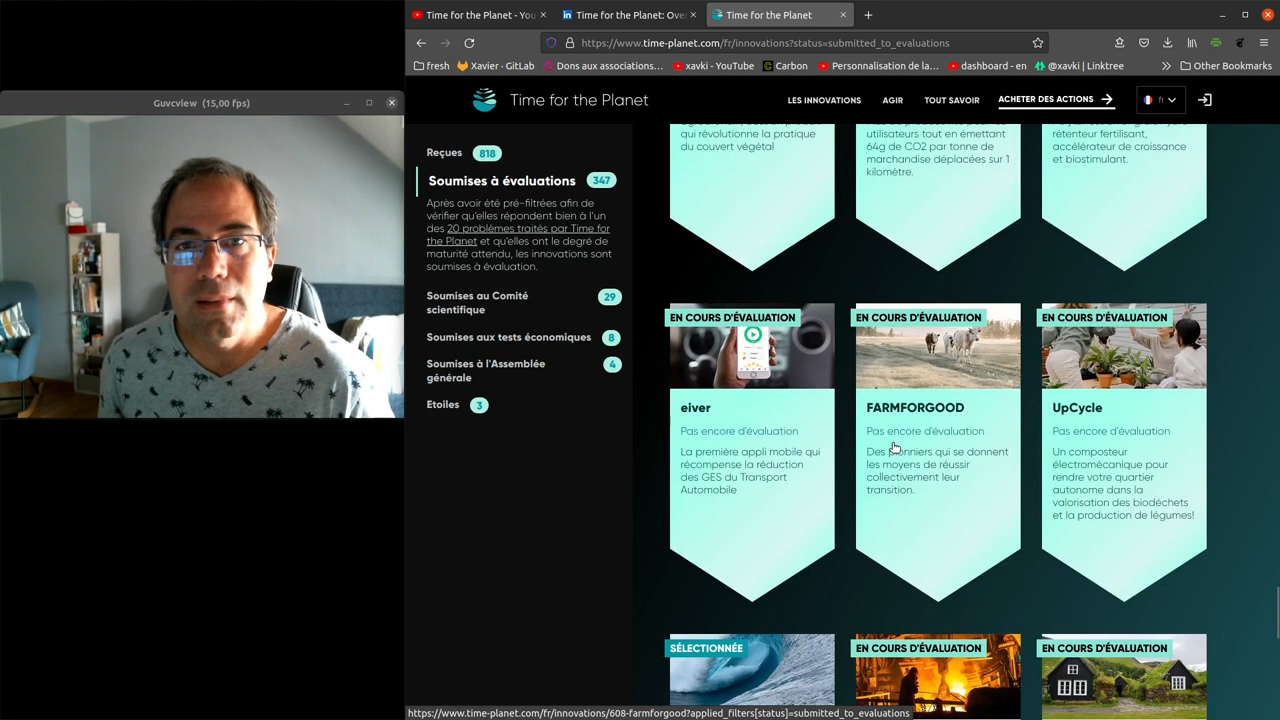 Guvcview (15,00 fps)
Time for the Planet - You
Time for the Planet: Over
Time for the Planet
https://www.time-planet.com/fr/innovations?status=submitted_to_evaluations
fresh
Xavier · GitLab
Dons aux associations…
xavki - YouTube
Carbon
Personnalisation de la…
dashboard - en
@xavki | Linktree
Other Bookmarks
Time for the Planet
LES INNOVATIONS
AGIR
TOUT SAVOIR
ACHETER DES ACTIONS
fr
Reçues 818
Soumises à évaluations 347
Après avoir été pré-filtrées afin de
vérifier qu'elles répondent bien à l'un
des 20 problèmes traités par Time for
the Planet et qu'elles ont le degré de
maturité attendu, les innovations sont
soumises à évaluation.
Soumises au Comité
scientifique 29
Soumises aux tests économiques 8
Soumises à l'Assemblée
générale 4
Etoiles 3
qui révolutionne la pratique
du couvert végétal
utilisateurs tout en émettant
64g de CO2 par tonne de
marchandise déplacées sur 1
kilomètre.
rétenteur fertilisant,
accélérateur de croissance
et biostimulant.
EN COURS D'ÉVALUATION
eiver
Pas encore d'évaluation
La première appli mobile qui
récompense la réduction
des GES du Transport
Automobile
EN COURS D'ÉVALUATION
FARMFORGOOD
Pas encore d'évaluation
Des pionniers qui se donnent
les moyens de réussir
collectivement leur
transition.
EN COURS D'ÉVALUATION
UpCycle
Pas encore d'évaluation
Un composteur
électromécanique pour
rendre votre quartier
autonome dans la
valorisation des biodéchets
et la production de légumes!
SÉLECTIONNÉE
EN COURS D'ÉVALUATION
EN COURS D'ÉVALUATION
https://www.time-planet.com/fr/innovations/608-farmforgood?applied_filters[status]=submitted_to_evaluations